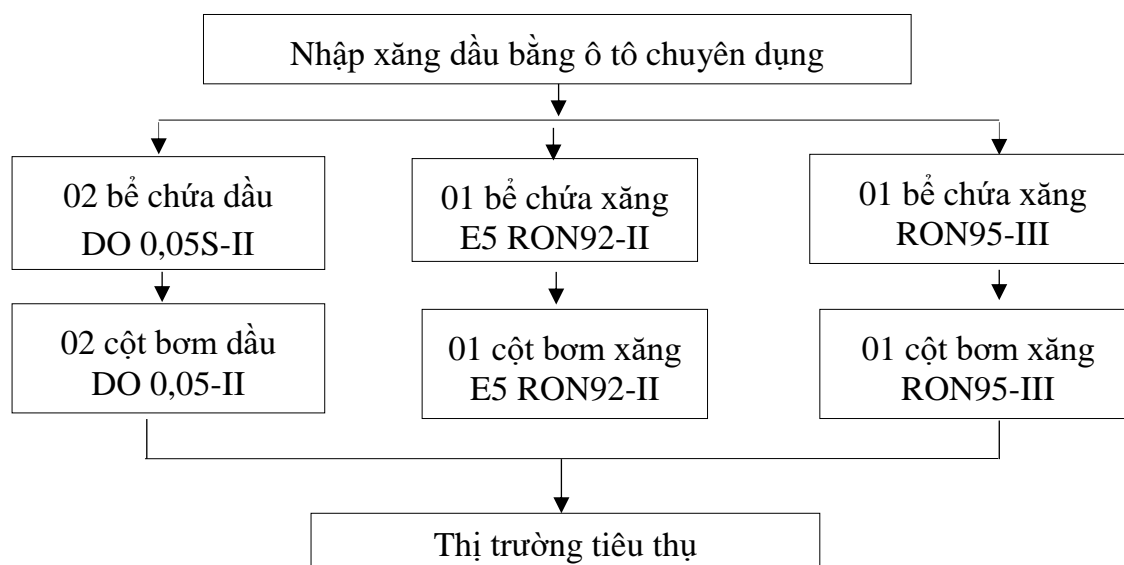 Nhập xăng dầu bằng ô tô chuyên dụng
02 bể chứa dầu
DO 0,05S-II
01 bể chứa xăng
E5 RON92-II
01 bể chứa xăng
RON95-III
02 cột bơm dầu
DO 0,05-II
01 cột bơm xăng
E5 RON92-II
01 cột bơm xăng
RON95-III
Thị trường tiêu thụ